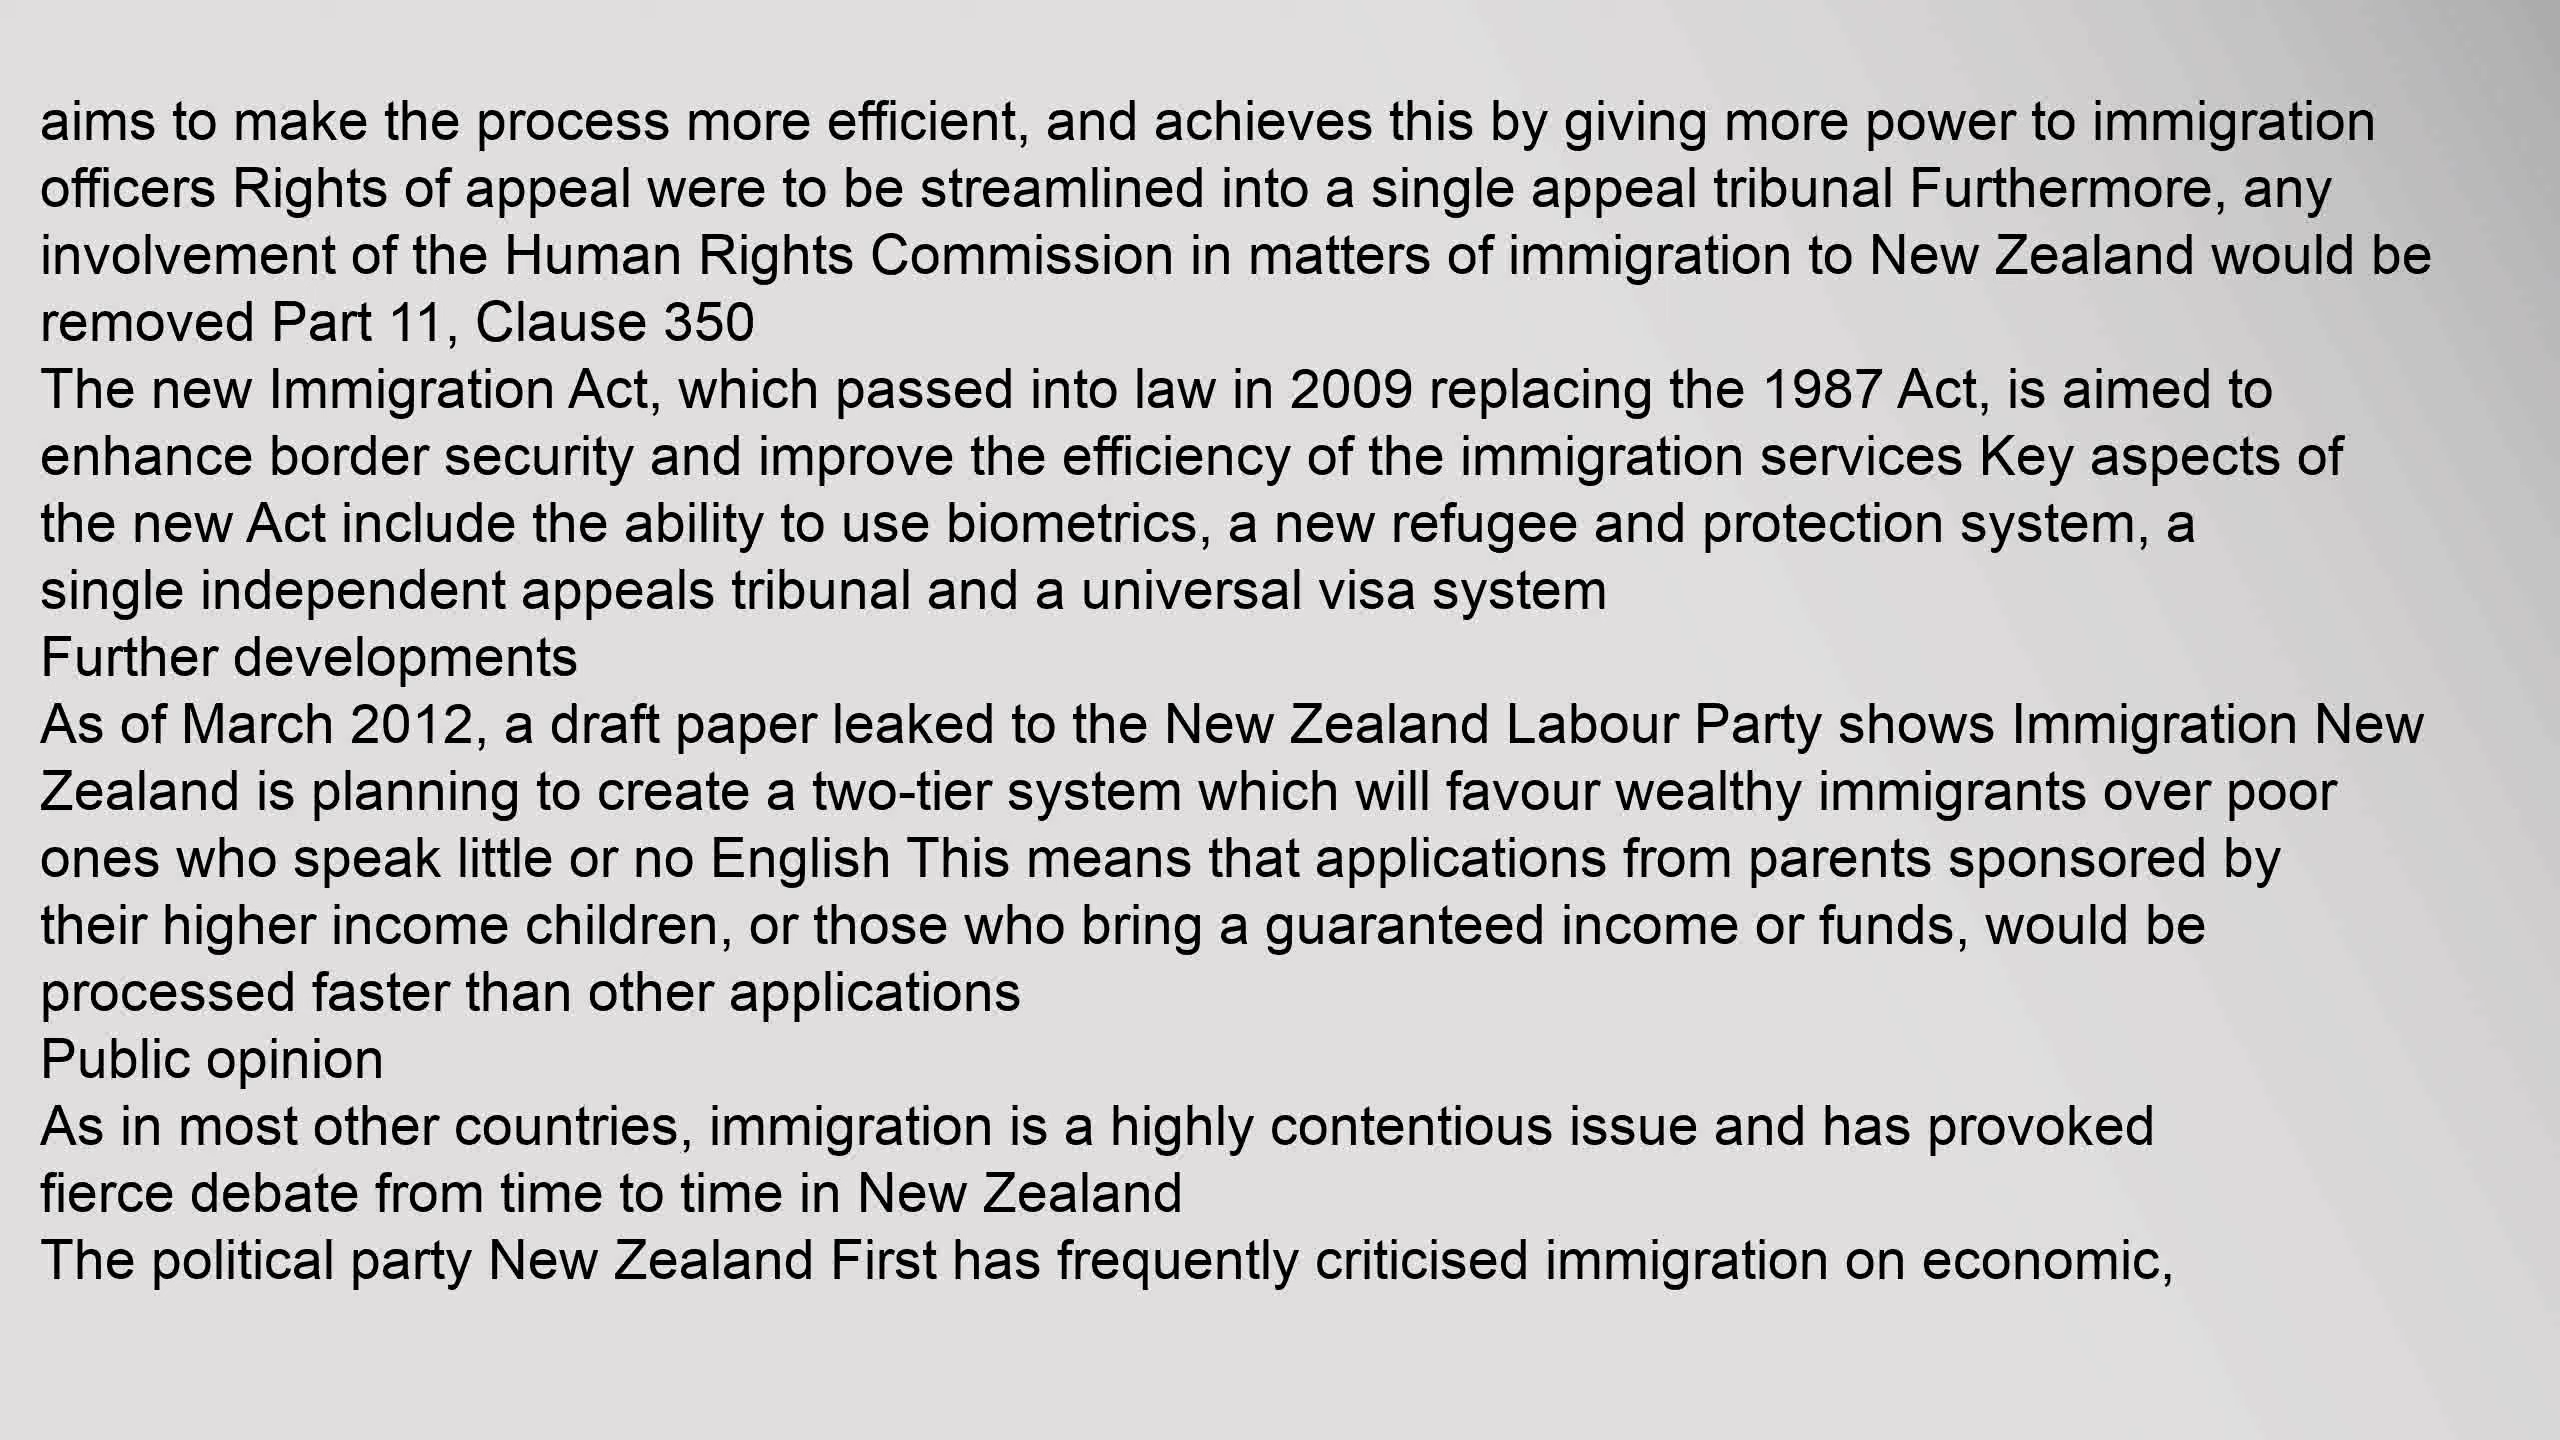 aims to make the process more efficient, and achieves this by giving more power to immigration
officers Rights of appeal were to be streamlined into a single appeal tribunal Furthermore, any
involvement of the Human Rights Commission in matters of immigration to New Zealand would be
removed Part 11, Clause 350
The new Immigration Act, which passed into law in 2009 replacing the 1987 Act, is aimed to
enhance border security and improve the efficiency of the immigration services Key aspects of
the new Act include the ability to use biometrics, a new refugee and protection system, a
single independent appeals tribunal and a universal visa system
Further developments
As of March 2012, a draft paper leaked to the New Zealand Labour Party shows Immigration New
Zealand is planning to create a two-tier system which will favour wealthy immigrants over poor
ones who speak little or no English This means that applications from parents sponsored by
their higher income children, or those who bring a guaranteed income or funds, would be
processed faster than other applications
Public opinion
As in most other countries, immigration is a highly contentious issue and has provoked
fierce debate from time to time in New Zealand
The political party New Zealand First has frequently criticised immigration on economic,